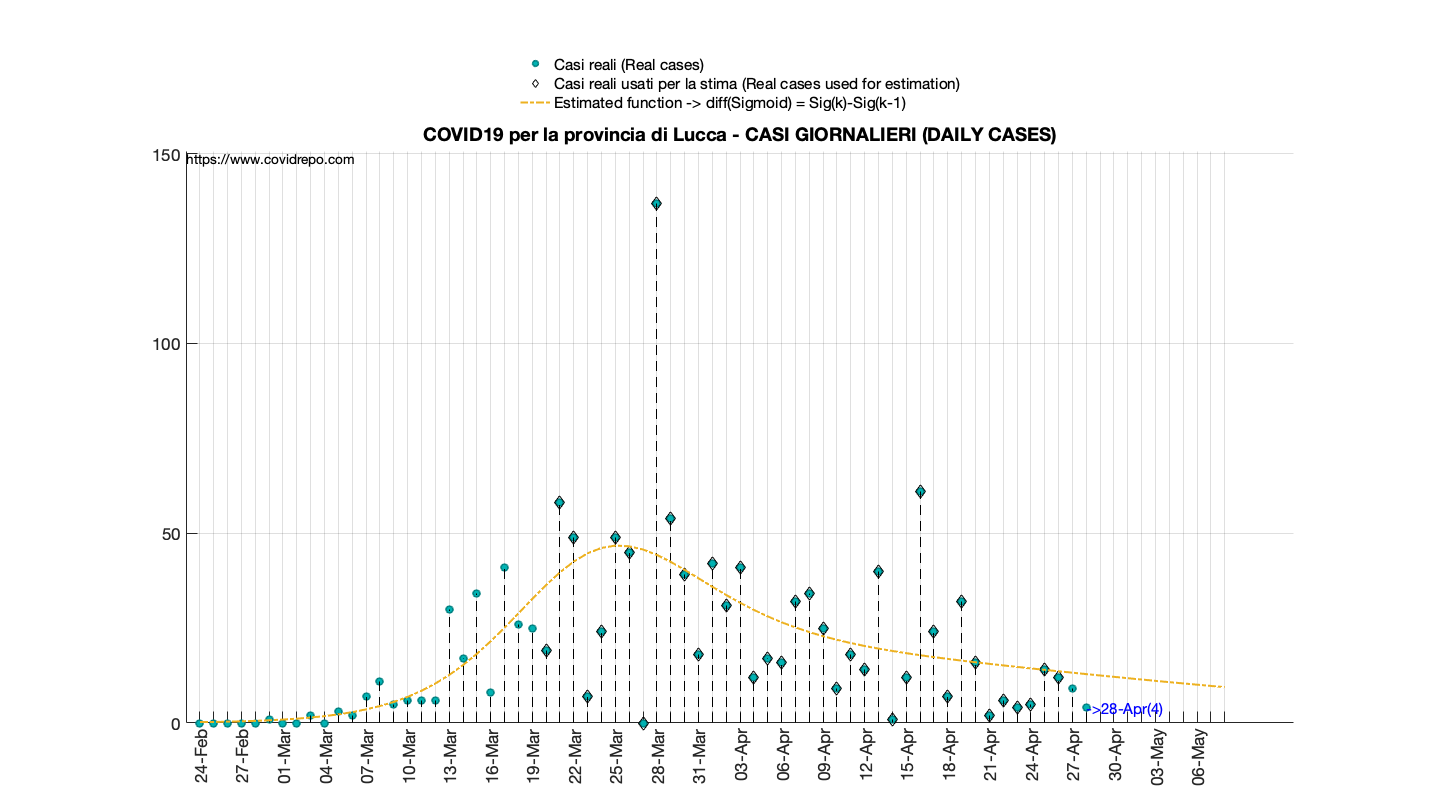 Casi reali (Real cases)
Casi reali usati per la stima (Real cases used for estimation)
Estimated function -> diff(Sigmoid) = Sig(k)-Sig(k-1)
COVID19 per la provincia di Lucca - CASI GIORNALIERI (DAILY CASES)
https://www.covidrepo.com
150
100
50
0
->28-Apr(4)
24-Feb
27-Feb
01-Mar
04-Mar
07-Mar
10-Mar
13-Mar
16-Mar
19-Mar
22-Mar
25-Mar
28-Mar
31-Mar
03-Apr
06-Apr
09-Apr
12-Apr
15-Apr
18-Apr
21-Apr
24-Apr
27-Apr
30-Apr
03-May
06-May